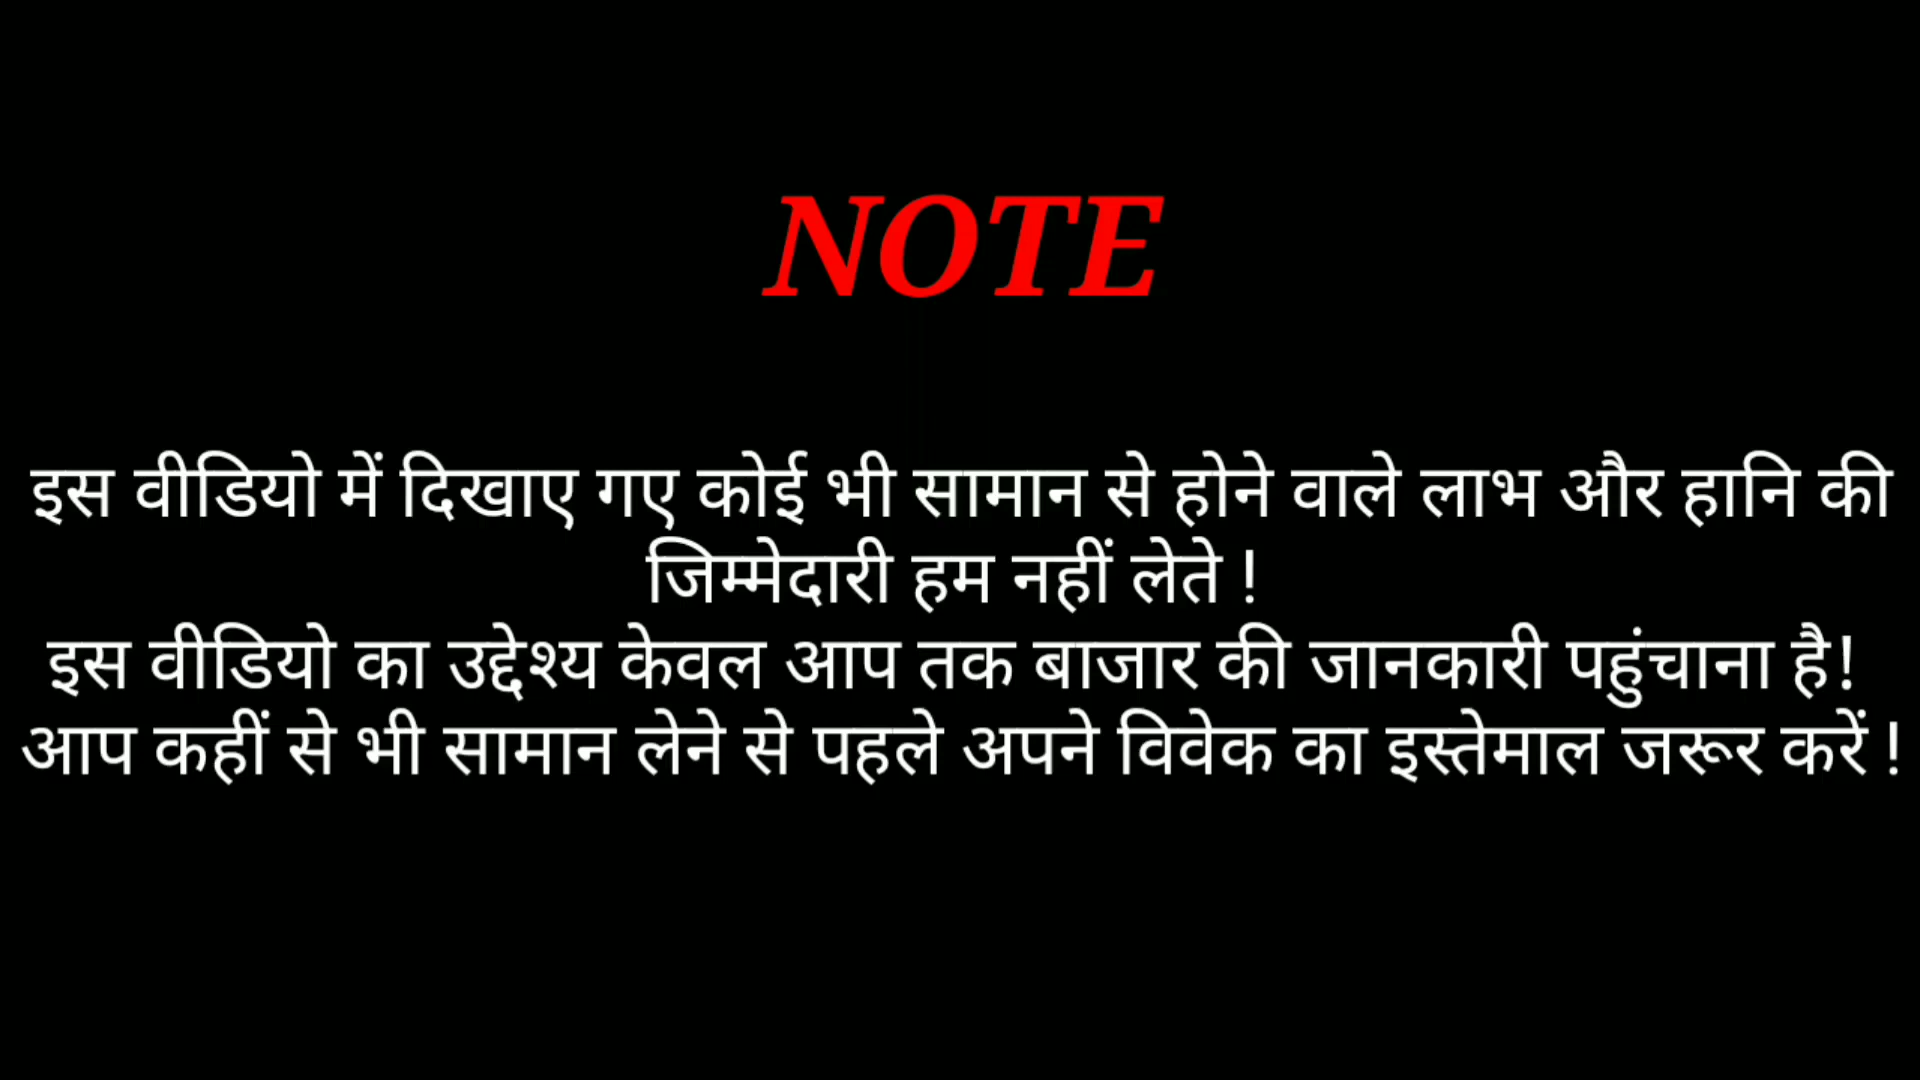 NOTE
इस वीडियो में दिखाए गए कोई भी सामान से होने वाले लाभ और हानि की
जिम्मेदारी हम नहीं लेते !
इस वीडियो का उद्देश्य केवल आप तक बाजार की जानकारी पहुंचाना है!
आप कहीं से भी सामान लेने से पहले अपने विवेक का इस्तेमाल जरूर करें !